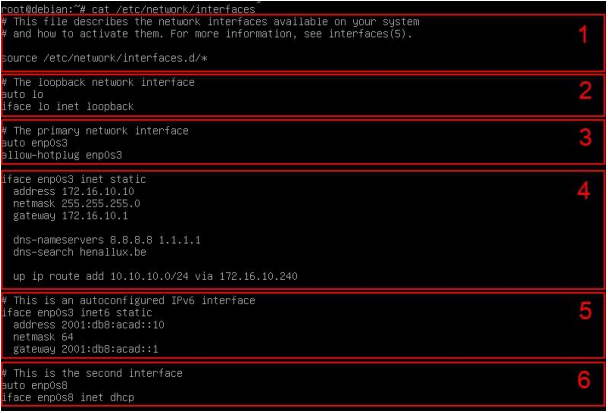 root@debian:~# cat /etc/network/interfaces
# This file describes the network interfaces available on your system
# and how to activate them. For more information, see interfaces(5).
1
source /etc/network/interfaces.d/*
# The loopback network interface
auto lo
iface lo inet loopback
2
# The primary network interface
auto enp0s3
allow-hotplug enp0s3
3
iface enp0s3 inet static
address 172.16.10.10
netmask 255.255.255.0
gateway 172.16.10.1
4
dns-nameservers 8.8.8.8 1.1.1.1
dns-search henallux.be
up ip route add 10.10.10.0/24 via 172.16.10.240
# This is an autoconfigured IPv6 interface
iface enp0s3 inet6 static
address 2001:db8:acad::10
netmask 64
gateway 2001:db8:acad::1
5
# This is the second interface
auto enp0s8
iface enp0s8 inet dhcp
6